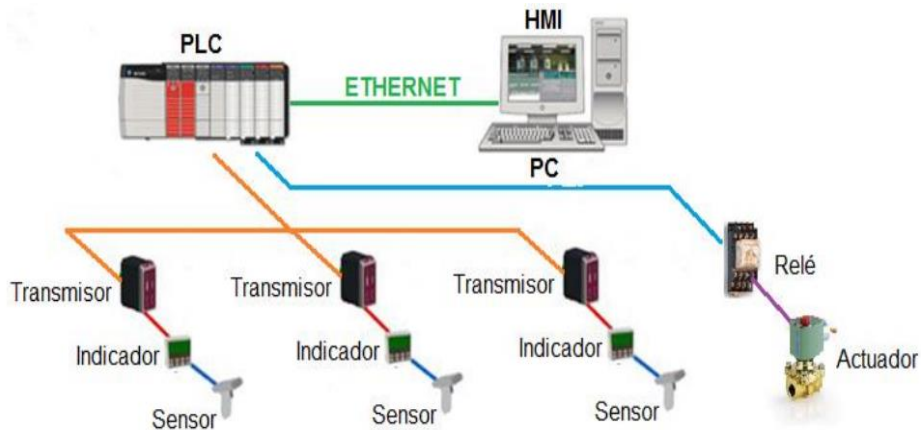 HMI
PLC
ETHERNET
PC
Transmisor
Transmisor
Transmisor
Relé
Indicador
Indicador
Indicador
Actuador
Sensor
Sensor
Sensor